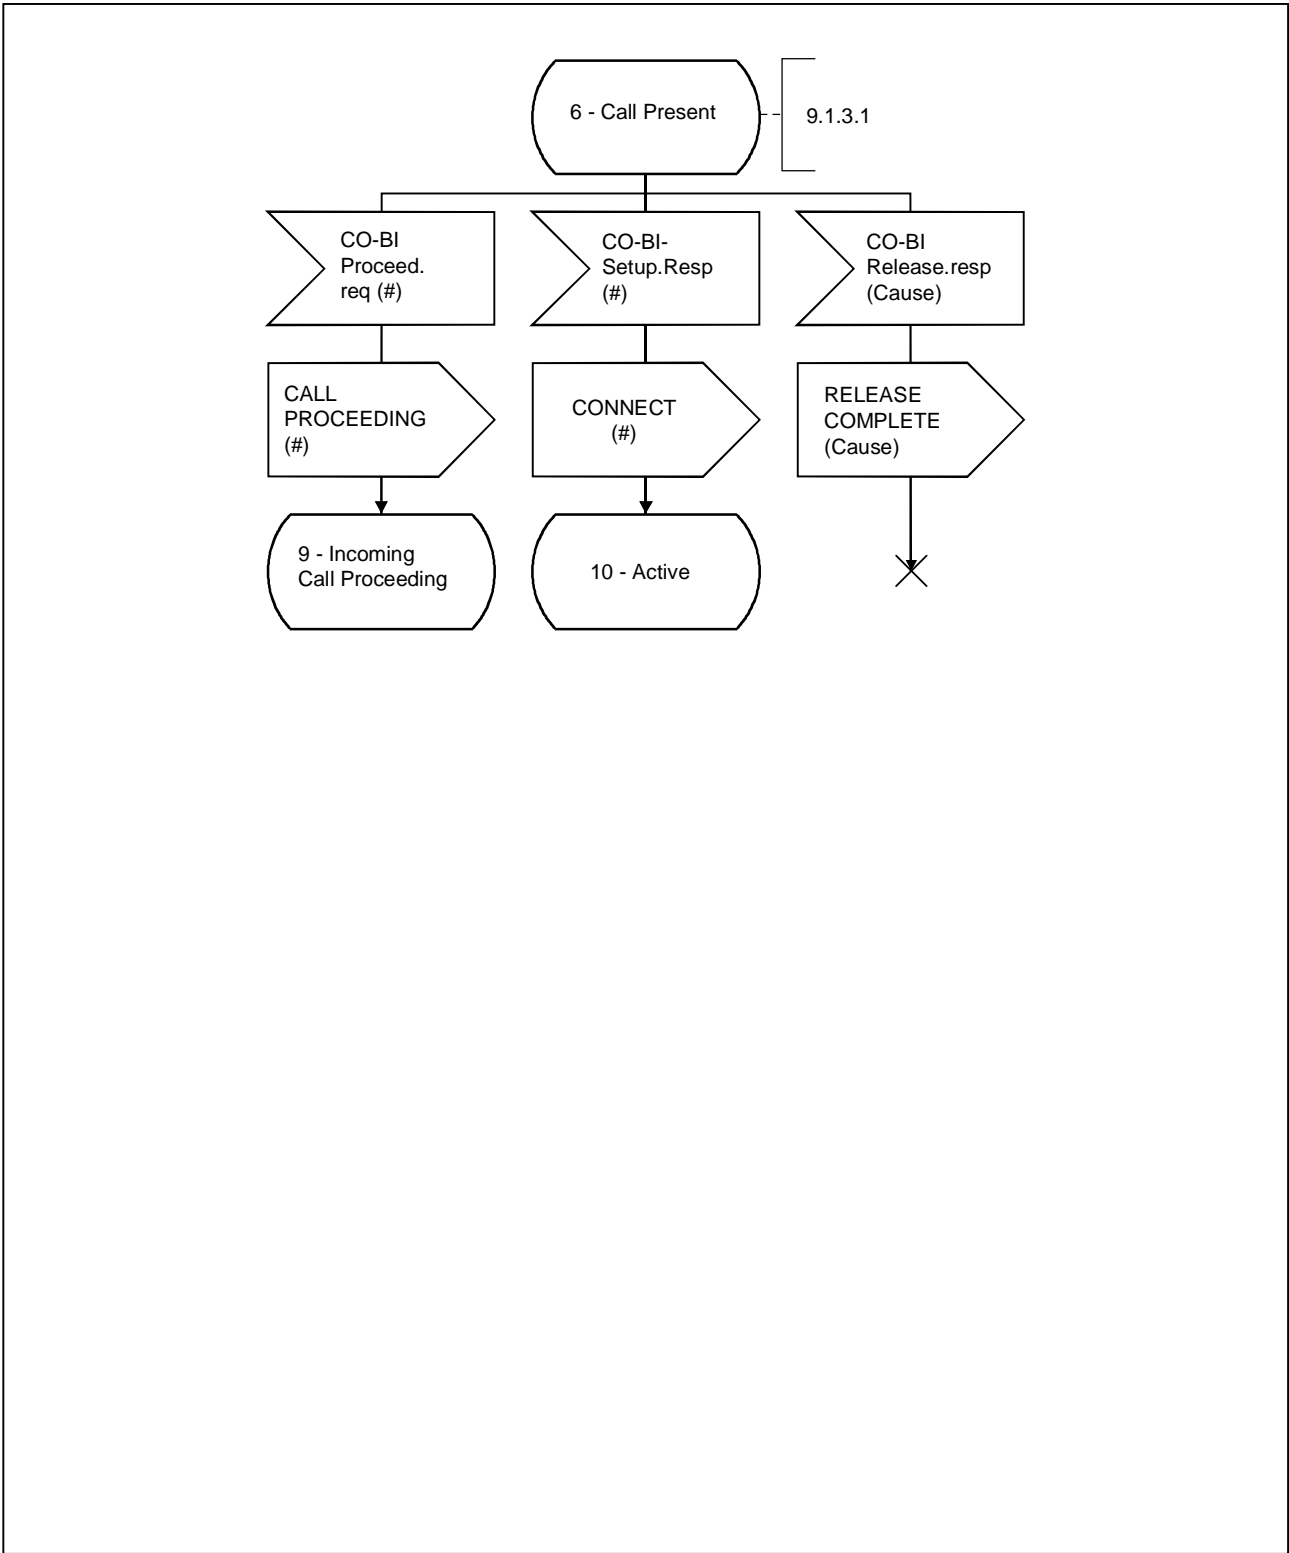 6 - Call Present
9.1.3.1
CO-BI
Proceed.
req (#)
CO-BI-
Setup.Resp
(#)
CO-BI
Release.resp
(Cause)
CALL
PROCEEDING
(#)
CONNECT
(#)
RELEASE
COMPLETE
(Cause)
9 - Incoming
Call Proceeding
10 - Active